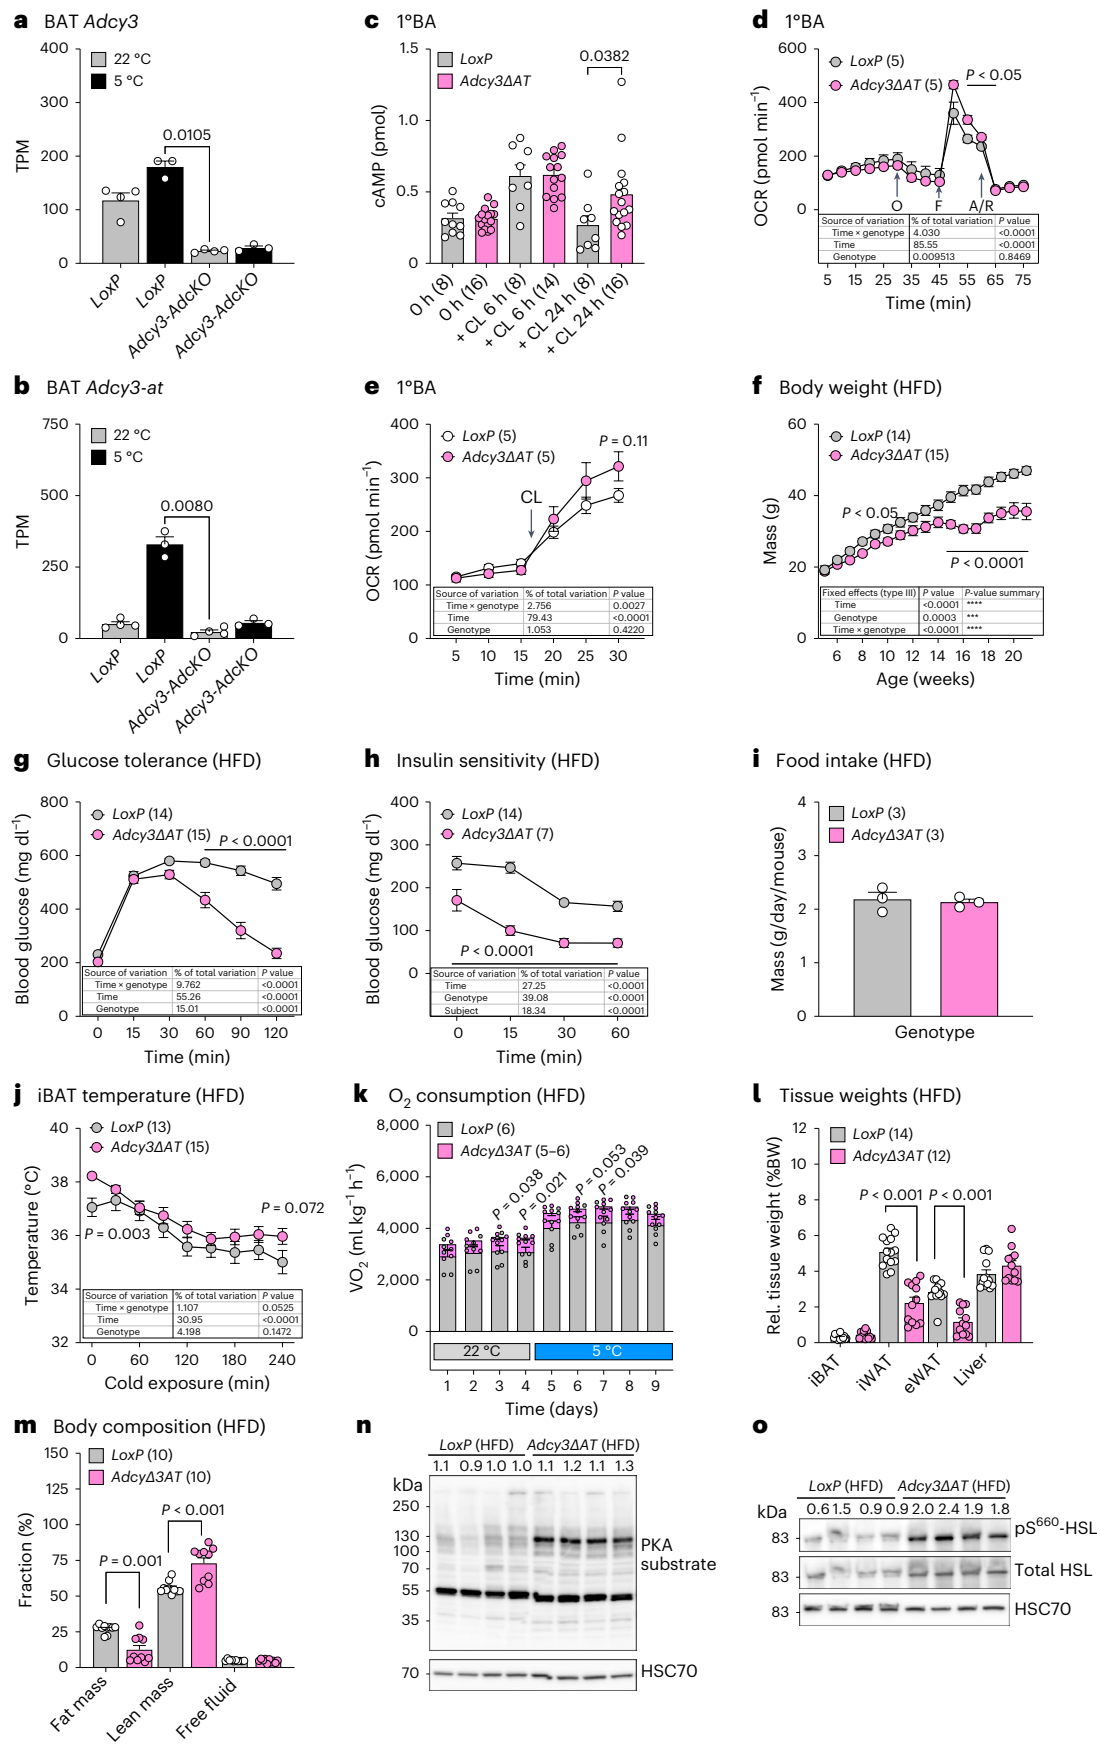 a BAT Adcy3
400
300
200
100
0
TPM
22 °C
5 °C
0.0105
LoxP
LoxP
Adcy3-AdcKO
Adcy3-AdcKO
c 1°BA
1.5
1.0
0.5
0
cAMP (pmol)
LoxP
Adcy3ΔAT
0.0382
0 h (8)
0 h (16)
+ CL 6 h (8)
+ CL 6 h (14)
+ CL 24 h (8)
+ CL 24 h (16)
d 1°BA
600
400
200
0
OCR (pmol min−1)
LoxP (5)
Adcy3ΔAT (5)
P < 0.05
O F A/R
Source of variation % of total variation P value
Time × genotype 4.030 <0.0001
Time 85.55 <0.0001
Genotype 0.009513 0.8469
5 15 25 35 45 55 65 75
Time (min)
b BAT Adcy3-at
750
500
250
0
TPM
22 °C
5 °C
0.0080
LoxP
LoxP
Adcy3-AdcKO
Adcy3-AdcKO
e 1°BA
400
300
200
100
0
OCR (pmol min−1)
LoxP (5)
Adcy3ΔAT (5)
P = 0.11
CL
Source of variation % of total variation P value
Time × genotype 2.756 0.0027
Time 79.43 <0.0001
Genotype 1.053 0.4220
5 10 15 20 25 30
Time (min)
f Body weight (HFD)
60
40
20
0
Mass (g)
LoxP (14)
Adcy3ΔAT (15)
P < 0.05
P < 0.0001
Fixed effects (type III) P value P-value summary
Time <0.0001 ****
Genotype 0.0003 ***
Time × genotype <0.0001 ****
6 8 10 12 14 16 18 20
Age (weeks)
g Glucose tolerance (HFD)
800
600
400
200
0
Blood glucose (mg dl−1)
LoxP (14)
Adcy3ΔAT (15)
P < 0.0001
Source of variation % of total variation P value
Time × genotype 9.762 <0.0001
Time 55.26 <0.0001
Genotype 15.01 <0.0001
0 15 30 60 90 120
Time (min)
h Insulin sensitivity (HFD)
400
300
200
100
0
Blood glucose (mg dl−1)
LoxP (14)
Adcy3ΔAT (7)
P < 0.0001
Source of variation % of total variation P value
Time 27.25 <0.0001
Genotype 39.08 <0.0001
Subject 18.34 <0.0001
0 15 30 60
Time (min)
i Food intake (HFD)
4
3
2
1
0
Mass (g/day/mouse)
LoxP (3)
AdcyΔ3AT (3)
Genotype
j iBAT temperature (HFD)
40
38
36
34
32
Temperature (°C)
LoxP (13)
Adcy3ΔAT (15)
P = 0.072
P = 0.003
Source of variation % of total variation P value
Time × genotype 1.107 0.0525
Time 30.95 <0.0001
Genotype 4.198 0.1472
0 60 120 180 240
Cold exposure (min)
k O2 consumption (HFD)
8,000
6,000
4,000
2,000
0
VO2 (ml kg−1 h−1)
LoxP (6)
AdcyΔ3AT (5–6)
P = 0.038
P = 0.021
P = 0.053
P = 0.039
22 °C 5 °C
1 2 3 4 5 6 7 8 9
Time (days)
l Tissue weights (HFD)
12
10
8
6
4
2
0
Rel. tissue weight (%BW)
LoxP (14)
AdcyΔ3AT (12)
P < 0.001 P < 0.001
iBAT
iWAT
eWAT
Liver
m Body composition (HFD)
150
125
100
75
50
25
0
Fraction (%)
LoxP (10)
AdcyΔ3AT (10)
P < 0.001
P = 0.001
Fat mass
Lean mass
Free fluid
n
LoxP (HFD) Adcy3ΔAT (HFD)
1.1 0.9 1.0 1.0 1.1 1.2 1.1 1.3
kDa
250
130
100
70
55
35
PKA
substrate
70
HSC70
o
LoxP (HFD) Adcy3ΔAT (HFD)
kDa 0.6 1.5 0.9 0.9 2.0 2.4 1.9 1.8
83 pS660-HSL
83 Total HSL
83 HSC70